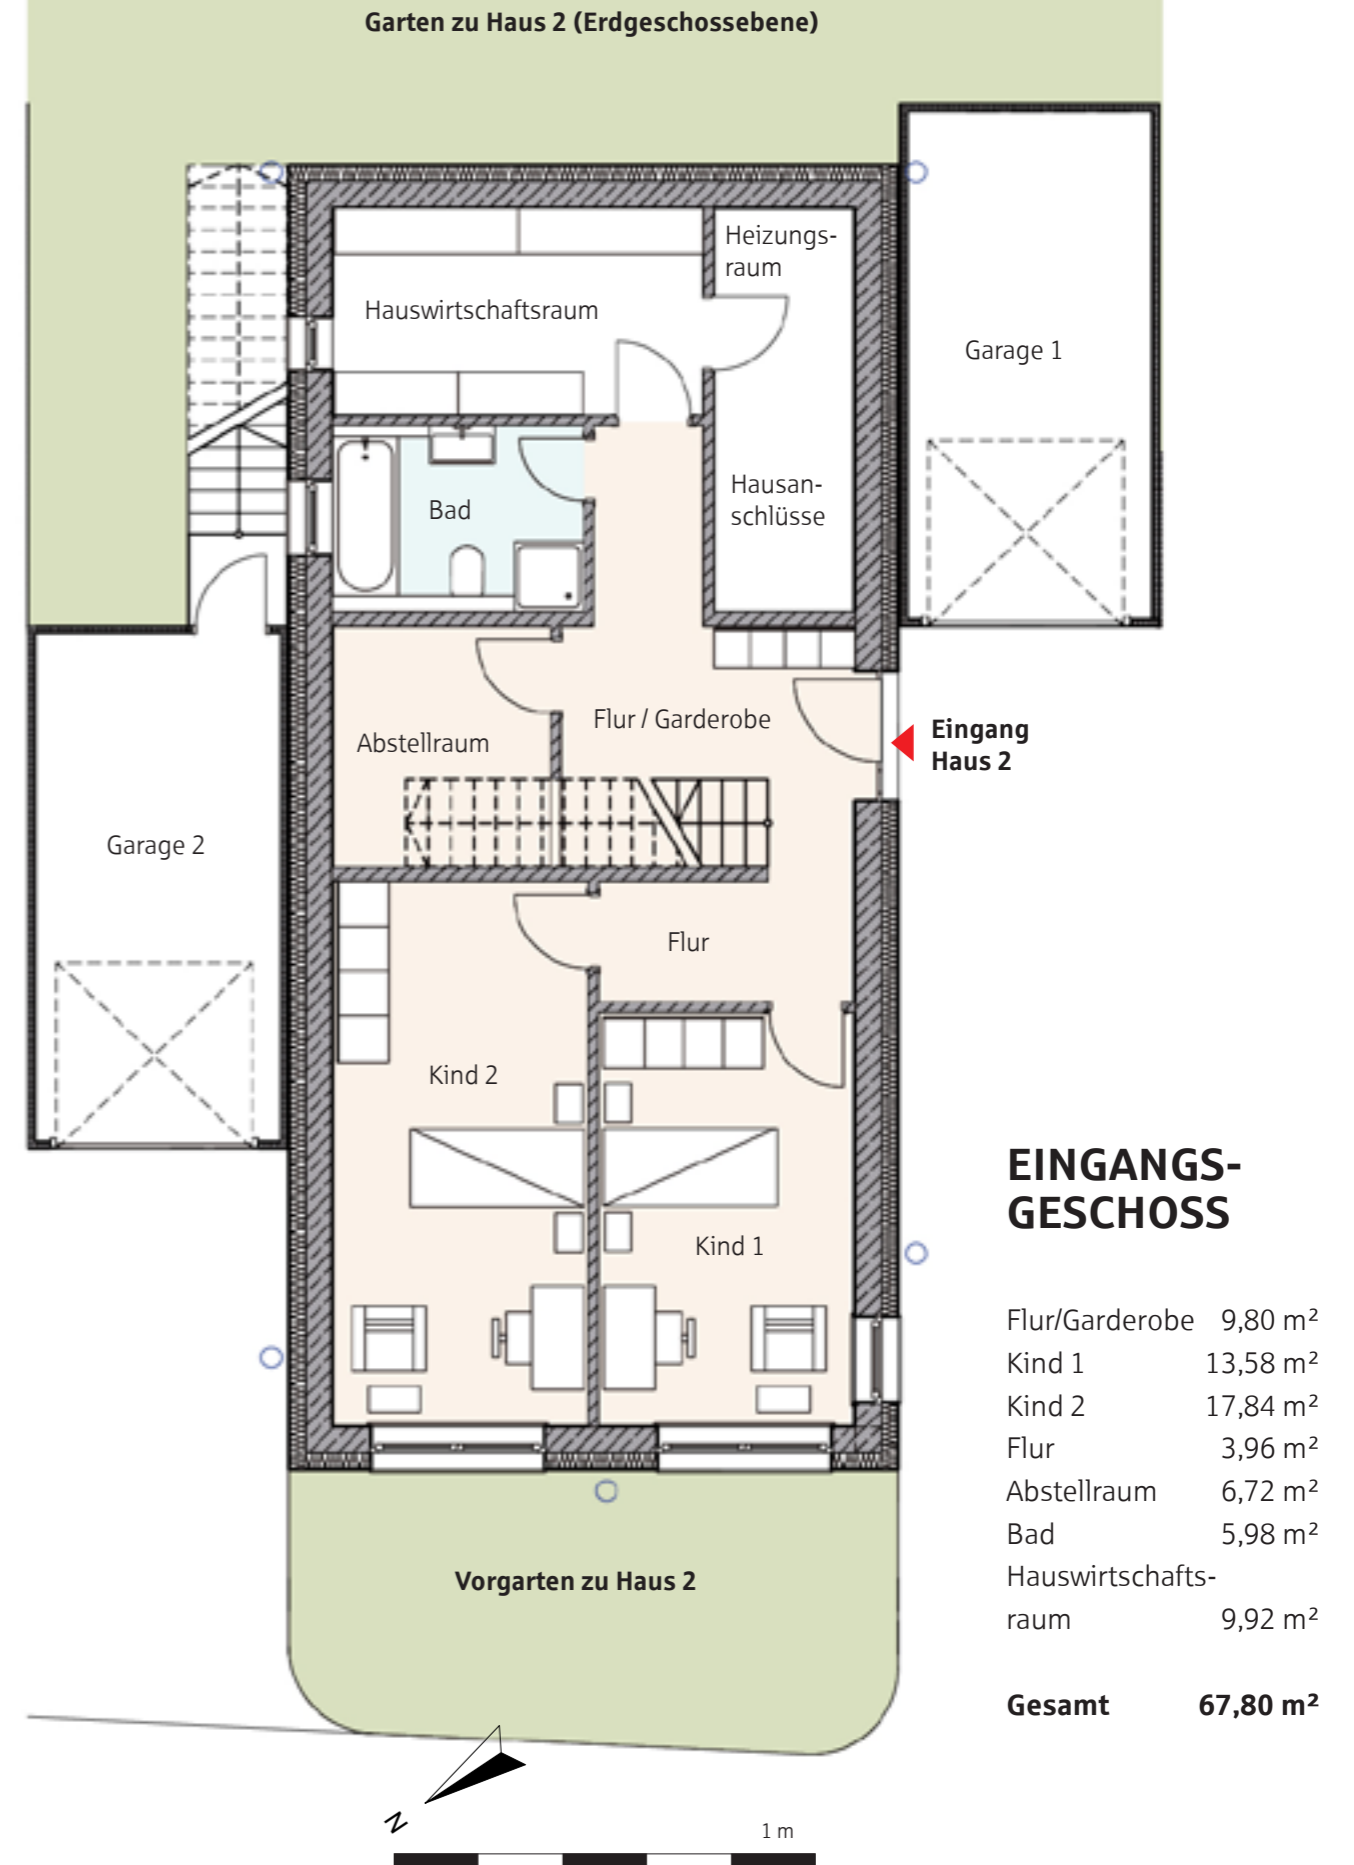 Garten zu Haus 2 (Erdgeschossebene)
Heizungs-
raum
Hauswirtschaftsraum
Garage 1
Hausan-
schlüsse
Bad
Flur / Garderobe
Abstellraum
Eingang
Haus 2
Garage 2
Flur
Kind 2
Kind 1
EINGANGS-
GESCHOSS
Flur/Garderobe 9,80 m²
Kind 1 13,58 m²
Kind 2 17,84 m²
Flur 3,96 m²
Abstellraum 6,72 m²
Bad 5,98 m²
Hauswirtschafts-
raum 9,92 m²
Gesamt 67,80 m²
Vorgarten zu Haus 2
N
1 m